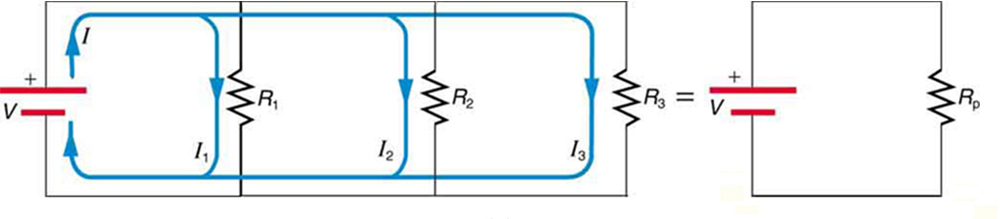 I
+
V
R₁
R₂
R₃
=
I₁
I₂
I₃
+
V
Rₚ